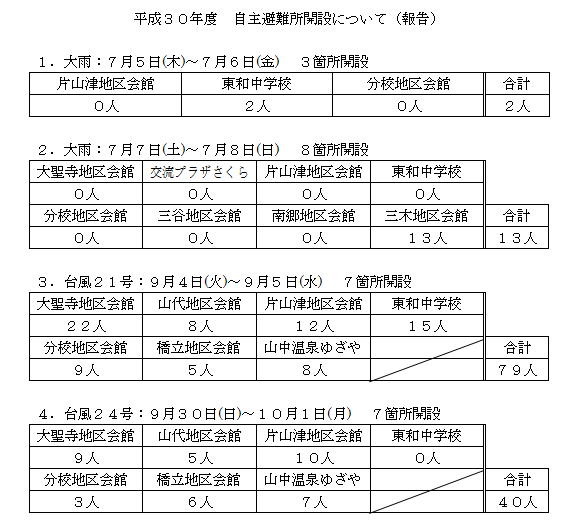 平成３０年度　自主避難所開設について（報告）
１．大雨：７月５日(木)～７月６日(金)　３箇所開設
片山津地区会館　東和中学校　分校地区会館　合計
０人　２人　０人　２人
２．大雨：７月７日(土)～７月８日(日)　８箇所開設
大聖寺地区会館　交流プラザさくら　片山津地区会館　東和中学校
０人　０人　０人　０人
分校地区会館　三谷地区会館　南郷地区会館　三木地区会館　合計
０人　０人　０人　１３人　１３人
３．台風２１号：９月４日(火)～９月５日(水)　７箇所開設
大聖寺地区会館　山代地区会館　片山津地区会館　東和中学校
２２人　８人　１２人　１５人
分校地区会館　橋立地区会館　山中温泉ゆざや　合計
９人　５人　８人　７９人
４．台風２４号：９月３０日(日)～１０月１日(月)　７箇所開設
大聖寺地区会館　山代地区会館　片山津地区会館　東和中学校
９人　５人　１０人　０人
分校地区会館　橋立地区会館　山中温泉ゆざや　合計
３人　６人　７人　４０人